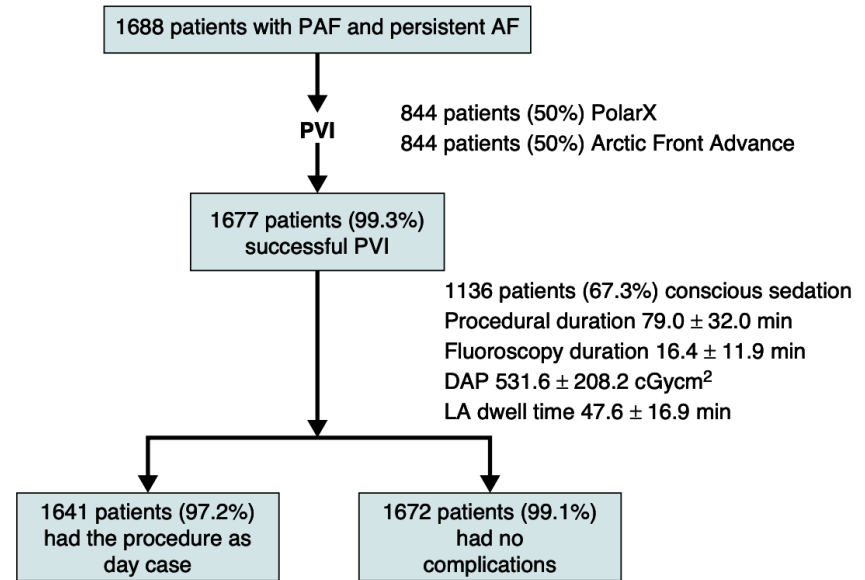 1688 patients with PAF and persistent AF
PVI
844 patients (50%) PolarX
844 patients (50%) Arctic Front Advance
1677 patients (99.3%)
successful PVI
1136 patients (67.3%) conscious sedation
Procedural duration 79.0 ± 32.0 min
Fluoroscopy duration 16.4 ± 11.9 min
DAP 531.6 ± 208.2 cGycm²
LA dwell time 47.6 ± 16.9 min
1641 patients (97.2%)
had the procedure as
day case
1672 patients (99.1%)
had no
complications